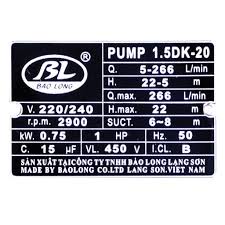 BL
BAO LONG
PUMP 1.5DK-20
Q. 5-266 L/min
H. 22-5 m
V. 220/240 Q.max. 266 L/min
H.max. 22 m
r.p.m. 2900 SUCT. 6~8 m
kW. 0.75 1 HP Hz. 50
C. 15 µF VL. 450 V I.CL. B
SẢN XUẤT TẠI CÔNG TY TNHH BẢO LONG LẠNG SƠN
MADE BY BAOLONG CO.LTD LANG SON.VIET NAM